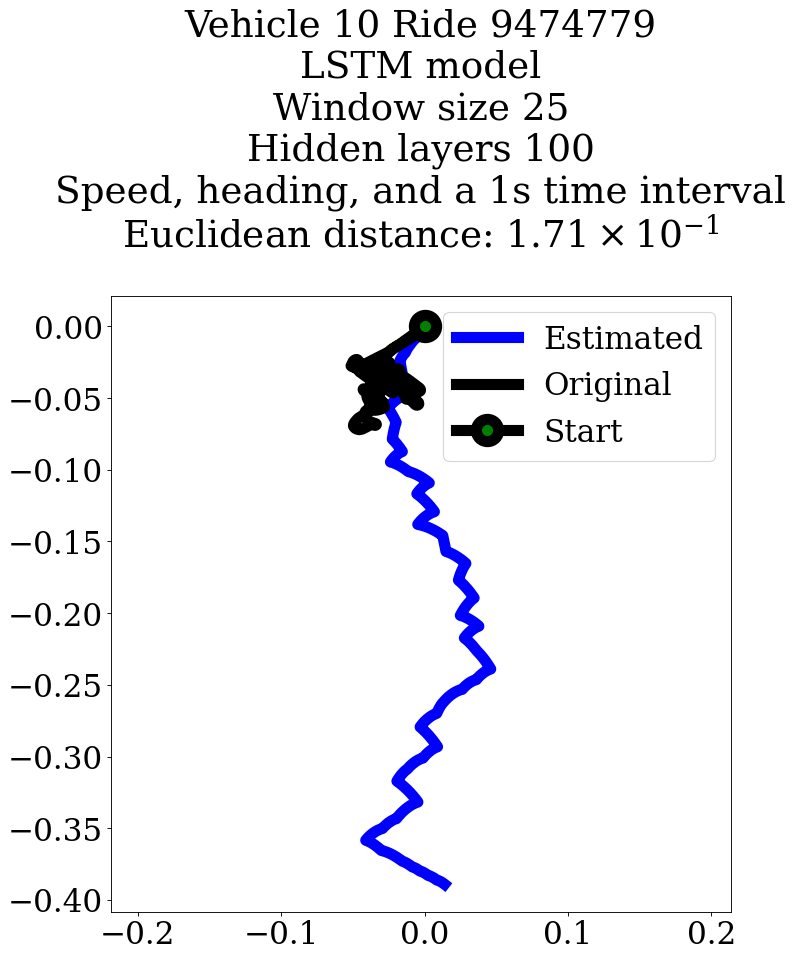 Vehicle 10 Ride 9474779
LSTM model
Window size 25
Hidden layers 100
Speed, heading, and a 1s time interval
Euclidean distance: 1.71 × 10⁻¹
Estimated
Original
Start
0.00
−0.05
−0.10
−0.15
−0.20
−0.25
−0.30
−0.35
−0.40
−0.2 −0.1 0.0 0.1 0.2